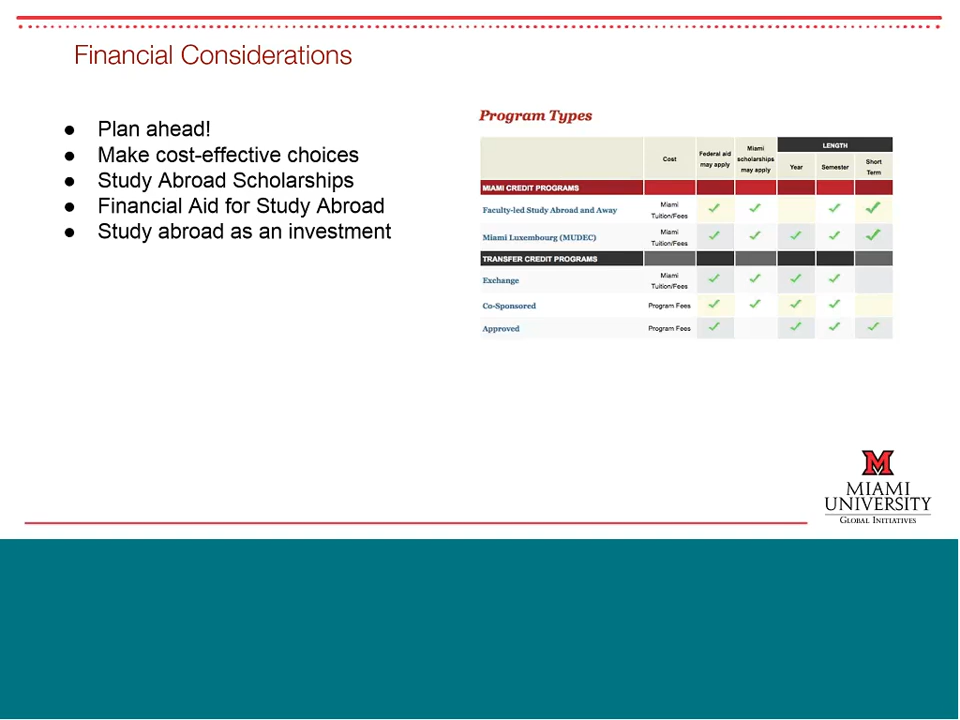 Financial Considerations
● Plan ahead!
● Make cost-effective choices
● Study Abroad Scholarships
● Financial Aid for Study Abroad
● Study abroad as an investment
Program Types
Cost
Federal aid
may apply
Miami
scholarships
may apply
LENGTH
Year
Semester
Short
Term
MIAMI CREDIT PROGRAMS
Faculty-led Study Abroad and Away
Miami
Tuition/Fees
Miami Luxembourg (MUDEC)
Miami
Tuition/Fees
TRANSFER CREDIT PROGRAMS
Exchange
Miami
Tuition/Fees
Co-Sponsored
Program Fees
Approved
Program Fees
M
MIAMI
UNIVERSITY
GLOBAL INITIATIVES